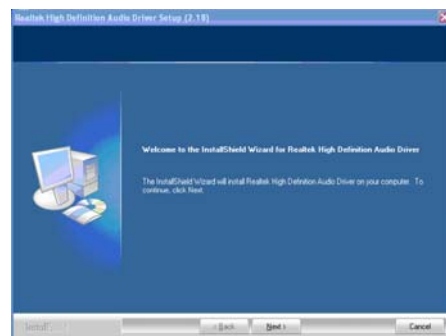 Realtek High Definition Audio Driver Setup (2.18)
Welcome to the InstallShield Wizard for Realtek High Definition Audio Driver
The InstallShield Wizard will install Realtek High Definition Audio Driver on your computer. To
continue, click Next.
InstallShield
< Back Next > Cancel